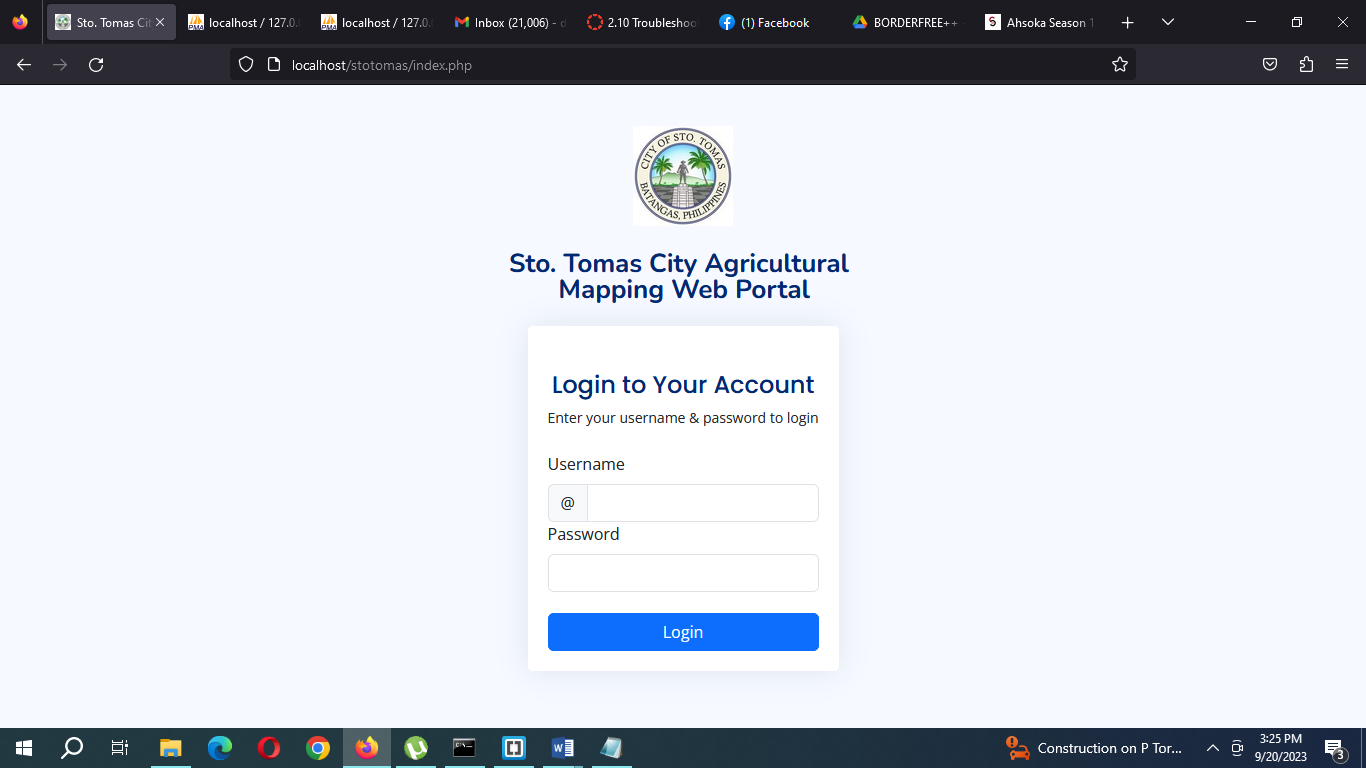 Sto. Tomas Cit
localhost / 127.0.
localhost / 127.0.
Inbox (21,006) - d
2.10 Troubleshoo
(1) Facebook
BORDERFREE++ -
Ahsoka Season 1
localhost/stotomas/index.php
CITY OF STO. TOMAS
BATANGAS, PHILIPPINES
Sto. Tomas City Agricultural
Mapping Web Portal
Login to Your Account
Enter your username & password to login
Username
@
Password
Login
Construction on P Tor...
3:25 PM
9/20/2023
3